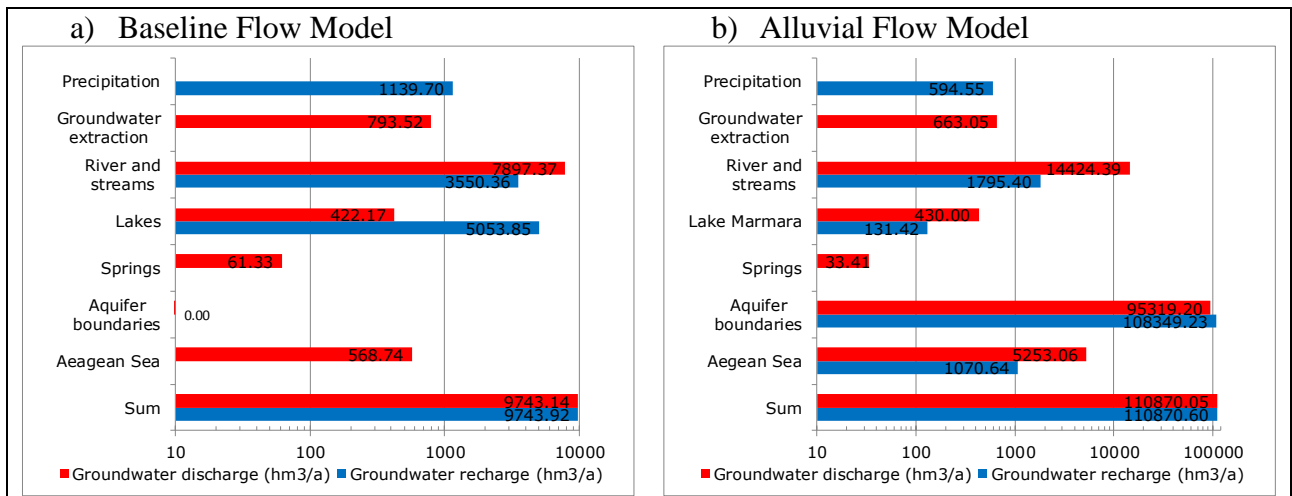 a) Baseline Flow Model
Precipitation
1139.70
Groundwater
extraction
793.52
River and
streams
7897.37
3550.36
Lakes
422.17
5053.85
Springs
61.33
Aquifer
boundaries
0.00
Aeagean Sea
568.74
Sum
9743.14
9743.92
10 100 1000 10000
Groundwater discharge (hm3/a) Groundwater recharge (hm3/a)
b) Alluvial Flow Model
Precipitation
594.55
Groundwater
extraction
663.05
River and
streams
14424.39
1795.40
Lake Marmara
430.00
131.42
Springs
33.41
Aquifer
boundaries
95319.20
108349.23
Aegean Sea
5253.06
1070.64
Sum
110870.05
110870.60
10 100 1000 10000 100000
Groundwater discharge (hm3/a) Groundwater recharge (hm3/a)